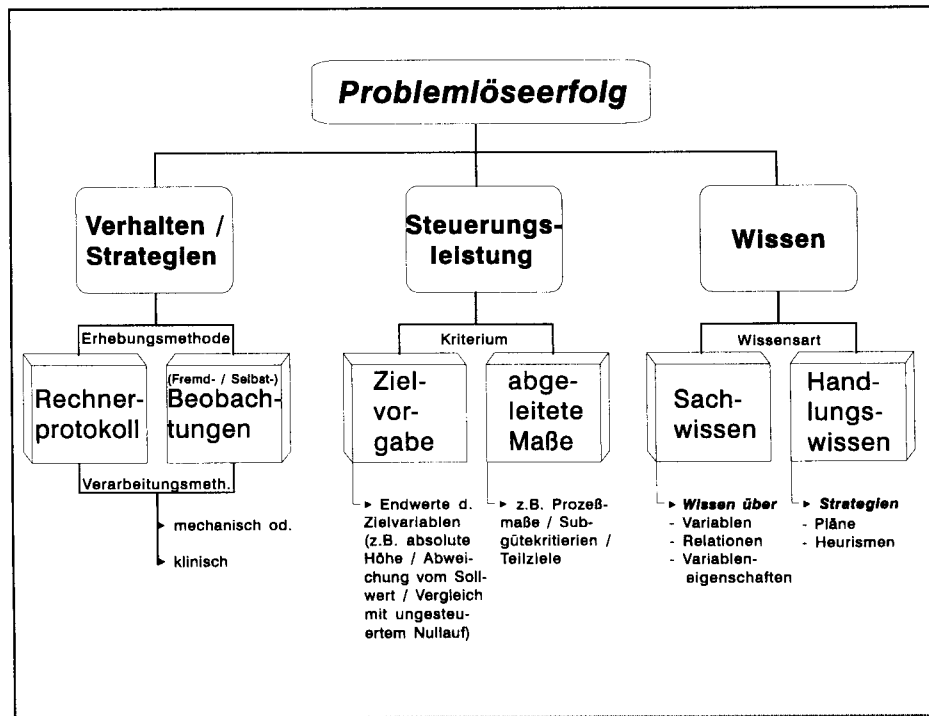 Problemlöseerfolg
Verhalten /
Strategien
Steuerungs-
leistung
Wissen
Erhebungsmethode
Kriterium
Wissensart
Rechner-
protokoll
(Fremd- / Selbst-)
Beobach-
tungen
Ziel-
vor-
gabe
abge-
leitete
Maße
Sach-
wissen
Hand-
lungs-
wissen
Verarbeitungsmeth.
mechanisch od.
klinisch
Endwerte d.
Zielvariablen
(z.B. absolute
Höhe / Abwei-
chung vom Soll-
wert / Vergleich
mit ungesteu-
ertem Nullauf)
z.B. Prozeß-
maße / Sub-
gütekritierien /
Teilziele
Wissen über
- Variablen
- Relationen
- Variablen-
eigenschaften
Strategien
- Pläne
- Heurismen